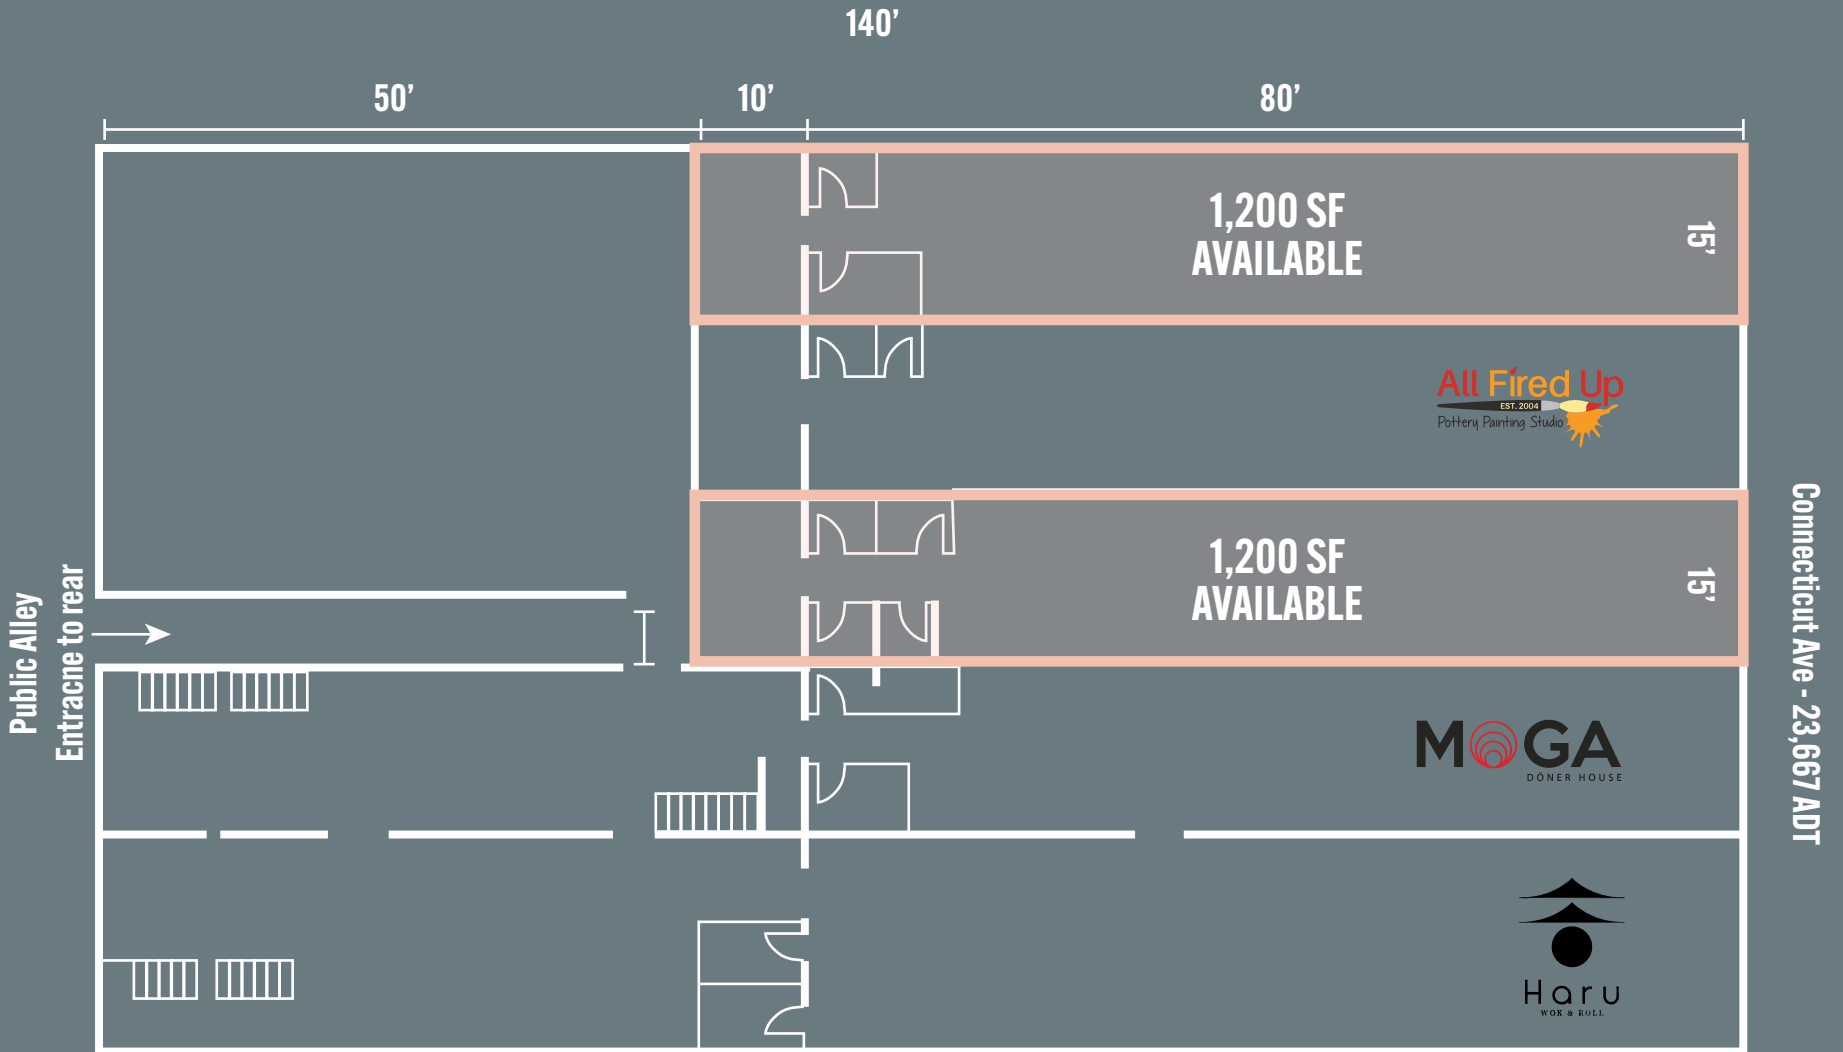 140’
50’
10’
80’
1,200 SF
AVAILABLE
15’
All Fired Up
EST. 2004
Pottery Painting Studio
1,200 SF
AVAILABLE
15’
Public Alley
Entracne to rear
Connecticut Ave - 23,667 ADT
MOGA
DÖNER HOUSE
Haru
WOK & ROLL